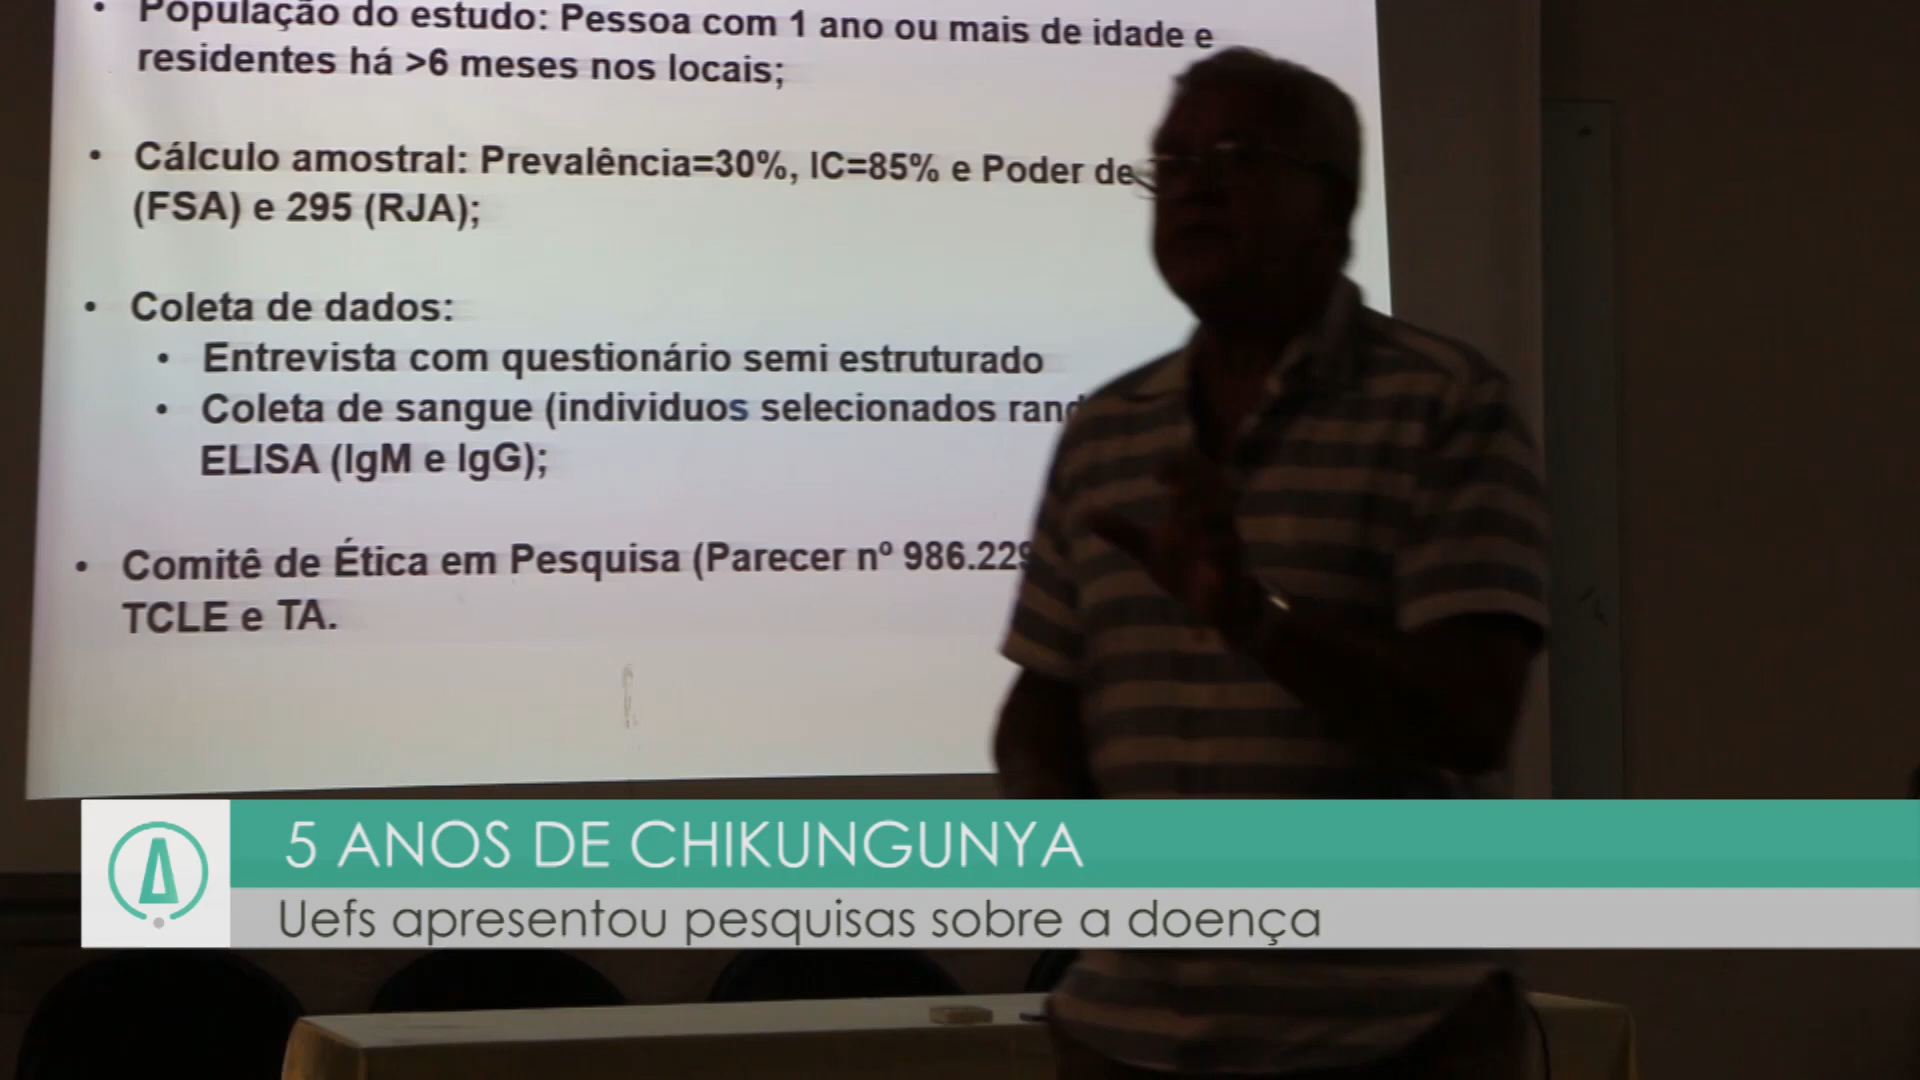 População do estudo: Pessoa com 1 ano ou mais de idade e
residentes há >6 meses nos locais;
Cálculo amostral: Prevalência=30%, IC=85% e Poder de
(FSA) e 295 (RJA);
Coleta de dados:
Entrevista com questionário semi estruturado
Coleta de sangue (individuos selecionados
ELISA (IgM e IgG);
Comitê de Ética em Pesquisa (Parecer nº 986.229
TCLE e TA.
5 ANOS DE CHIKUNGUNYA
Uefs apresentou pesquisas sobre a doença